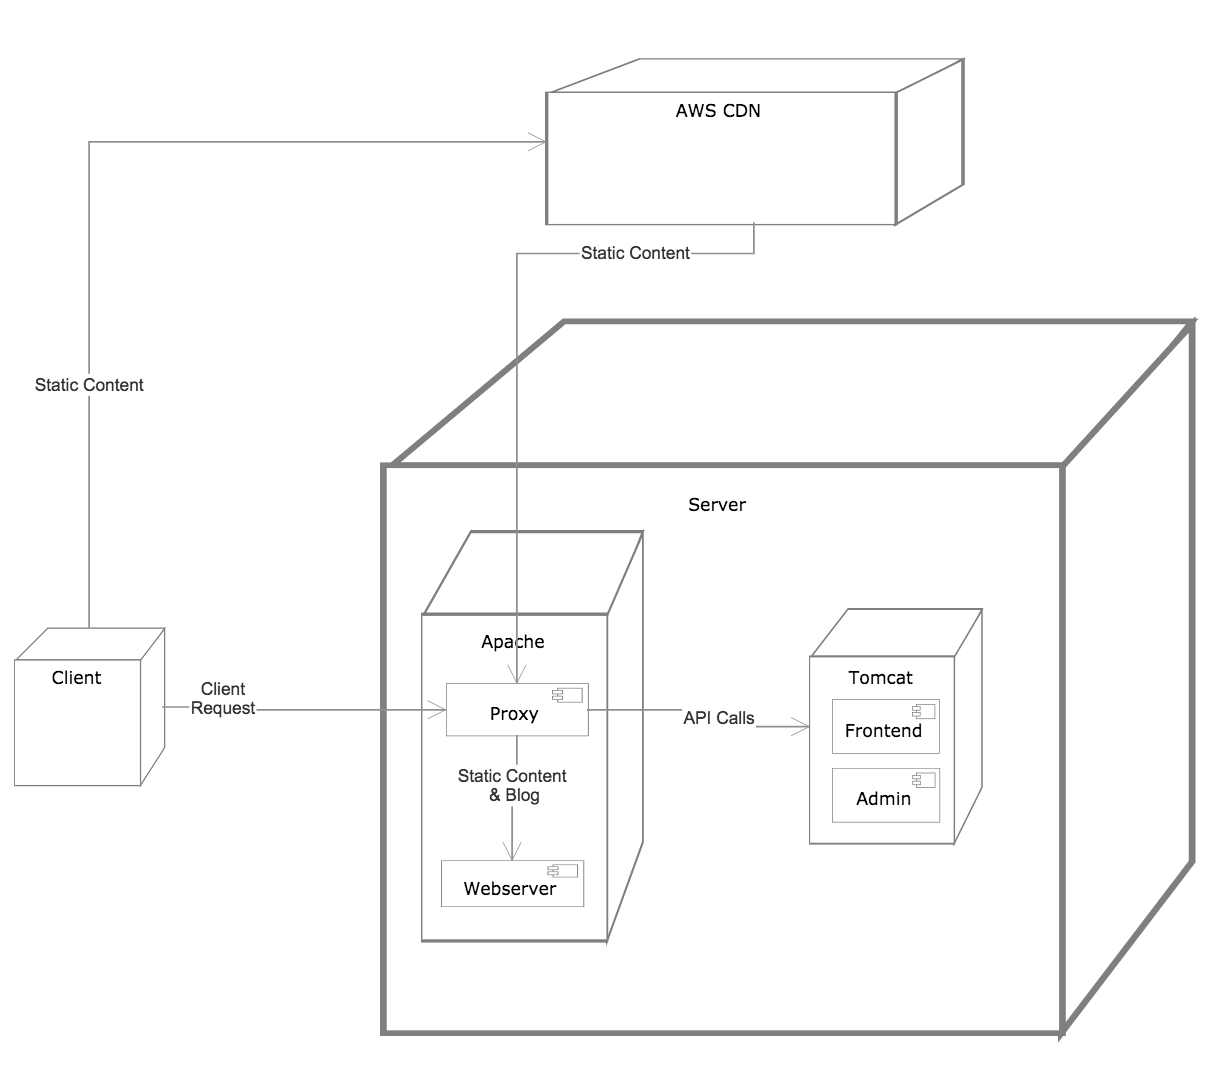 AWS CDN
Static Content
Static Content
Server
Apache
Client
Client
Request
Proxy
API Calls
Tomcat
Frontend
Admin
Static Content
& Blog
Webserver